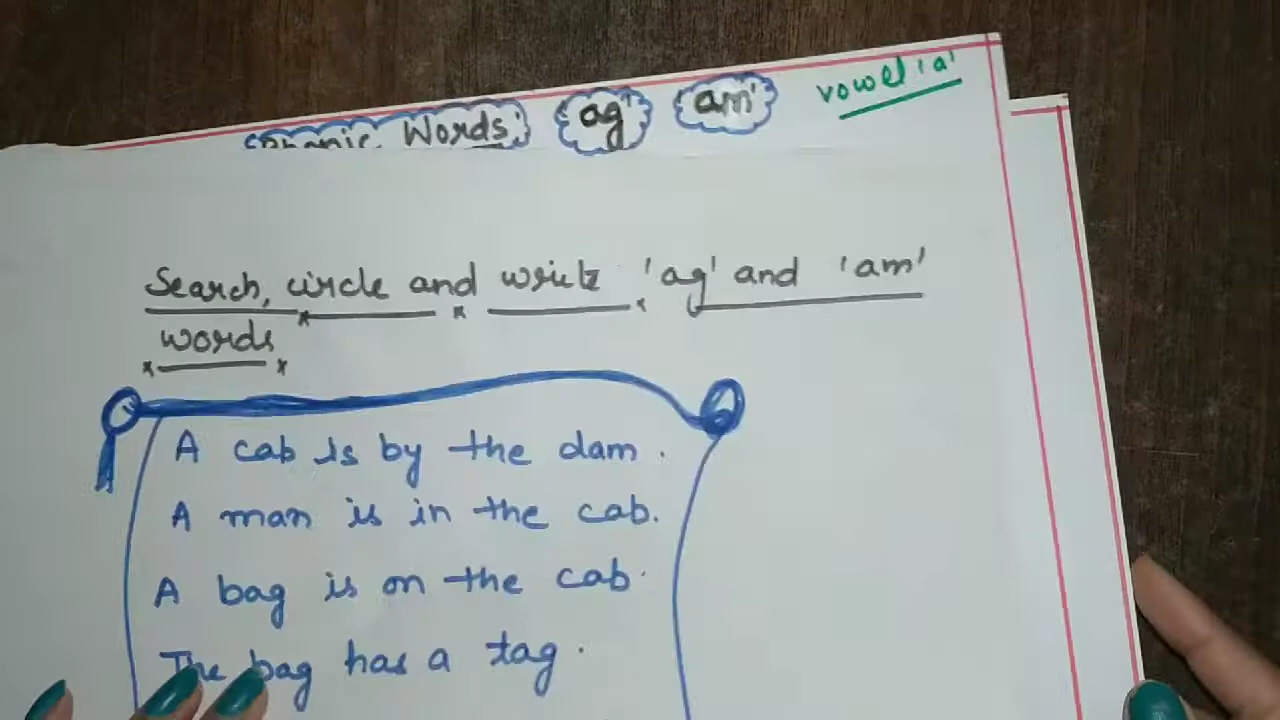 Words 'ag' 'am' vowel 'a'
Search, circle and write 'ag' and 'am'
words
A cab is by the dam.
A man is in the cab.
A bag is on the cab.
The bag has a tag.